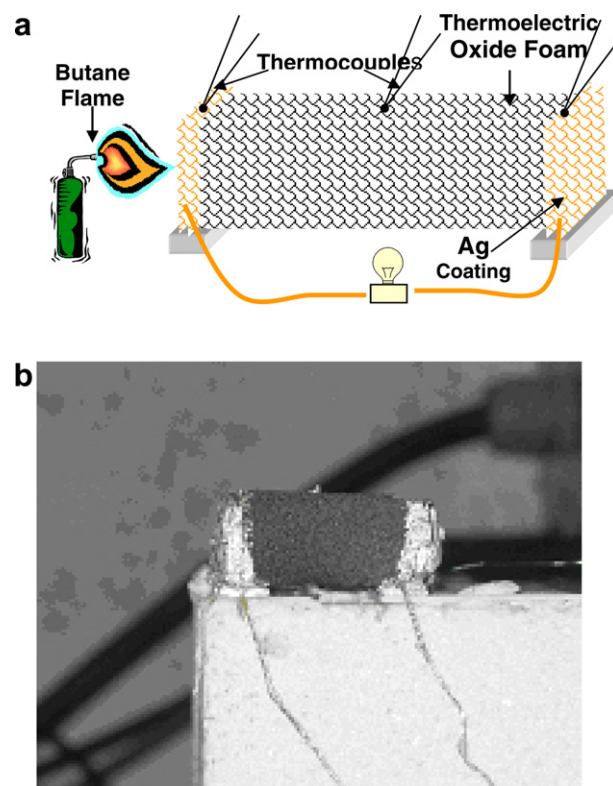 a
Butane
Flame
Thermocouples
Thermoelectric
Oxide Foam
Ag
Coating
b